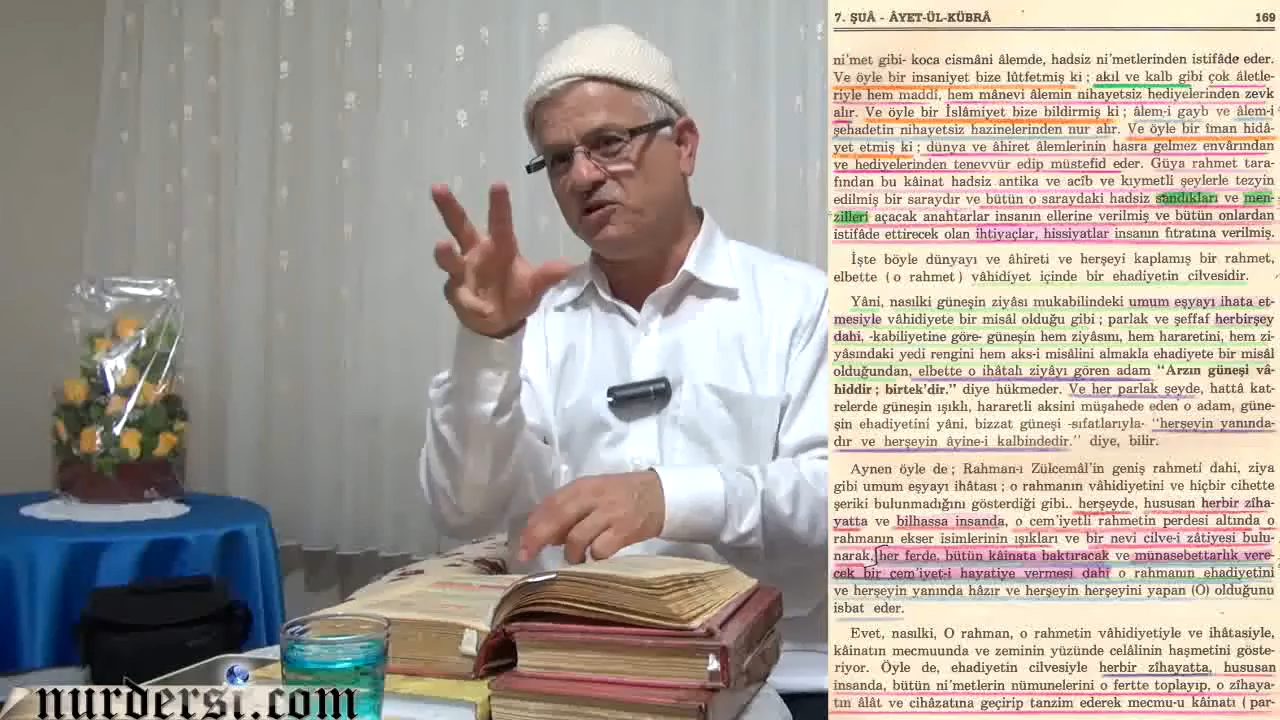 7. ŞUÂ - ÂYET-ÜL-KÜBRÂ 169
ni'met gibi- koca cismâni âlemde, hadsiz ni'metlerinden istifâde eder.
Ve öyle bir insaniyet bize lûtfetmiş ki ; akıl ve kalb gibi çok âletle-
riyle hem maddî, hem mânevi âlemin nihayetsiz hediyelerinden zevk
alır. Ve öyle bir İslâmiyet bize bildirmiş ki ; âlem-i gayb ve âlem-i
şehadetin nihayetsiz hazinelerinden nur alır. Ve öyle bir îman hidâ-
yet etmiş ki ; dünya ve âhiret âlemlerinin hasra gelmez envârından
ve hediyelerinden tenevvür edip müstefid eder. Güya rahmet tara-
fından bu kâinat hadsiz antika ve acîb ve kıymetli şeylerle tezyin
edilmiş bir saraydır ve bütün o saraydaki hadsiz sandıkları ve men-
zilleri açacak anahtarlar insanın ellerine verilmiş ve bütün onlardan
istifâde ettirecek olan ihtiyaçlar, hissiyatlar insanın fıtratına verilmiş.
İşte böyle dünyayı ve âhireti ve herşeyi kaplamış bir rahmet,
elbette ( o rahmet ) vâhidiyet içinde bir ehadiyetin cilvesidir.
Yâni, nasılki güneşin ziyâsı mukabilindeki umum eşyayı ihata et-
mesiyle vâhidiyete bir misâl olduğu gibi ; parlak ve şeffaf herbirşey
dahi, -kabiliyetine göre- güneşin hem ziyâsını, hem hararetini, hem zi-
yâsındaki yedi rengini hem aks-i misâlini almakla ehadiyete bir misâl
olduğundan, elbette o ihâtalı ziyâyı gören adam "Arzın güneşi vâ-
hiddir ; birtek'dir." diye hükmeder. Ve her parlak şeyde, hattâ kat-
relerde güneşin ışıklı, hararetli aksini müşahede eden o adam, güne-
şin ehadiyetini yâni, bizzat güneşi -sıfatlarıyla- "herşeyin yanında-
dır ve herşeyin âyine-i kalbindedir." diye, bilir.
Aynen öyle de ; Rahman-ı Zülcemâl'in geniş rahmeti dahi, ziya
gibi umum eşyayı ihâtası ; o rahmanın vâhidiyetini ve hiçbir cihette
şeriki bulunmadığını gösterdiği gibi.. herşeyde, hususan herbir zîha-
yatta ve bilhassa insanda, o cem'iyetli rahmetin perdesi altında o
rahmanın ekser isimlerinin ışıkları ve bir nevi cilve-i zâtiyesi bulu-
narak, her ferde, bütün kâinata baktıracak ve münasebettarlık vere-
cek bir cem'iyet-i hayatiye vermesi dahi o rahmanın ehadiyetini
ve herşeyin yanında hâzır ve herşeyin herşeyini yapan (O) olduğunu
isbat eder.
Evet, nasılki, O rahman, o rahmetin vâhidiyetiyle ve ihâtasiyle,
kâinatın mecmuunda ve zeminin yüzünde celâlinin haşmetini göste-
riyor. Öyle de, ehadiyetin cilvesiyle herbir zîhayatta, hususan
insanda, bütün ni'metlerin nümunelerini o fertte toplayıp, o zîhaya-
tın âlât ve cihâzatına geçirip tanzim ederek mecmu-u kâinatı ( par-
nurdersi.com